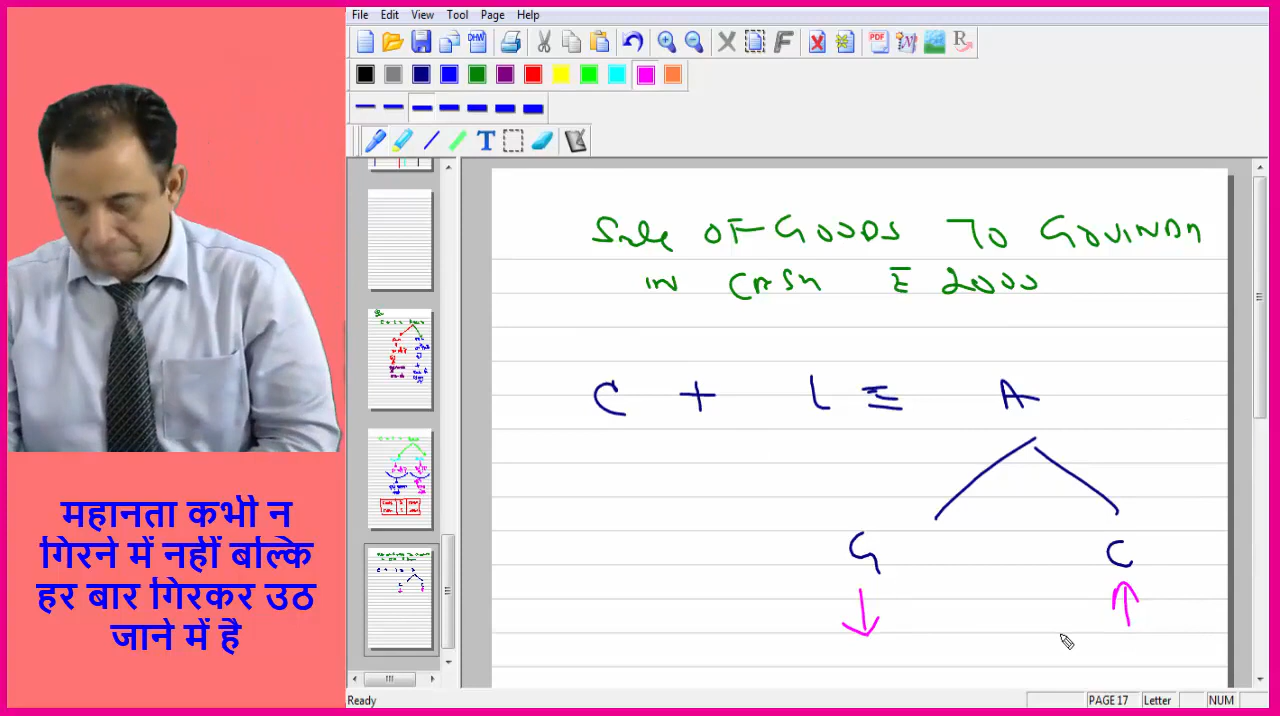 File Edit View Tool Page Help
Sale OF GOODS TO GOVINDA
in CASH ₹ 2000
C + L = A
G C
महानता कभी न
गिरने में नहीं बल्कि
हर बार गिरकर उठ
जाने में है
Ready PAGE 17 Letter NUM